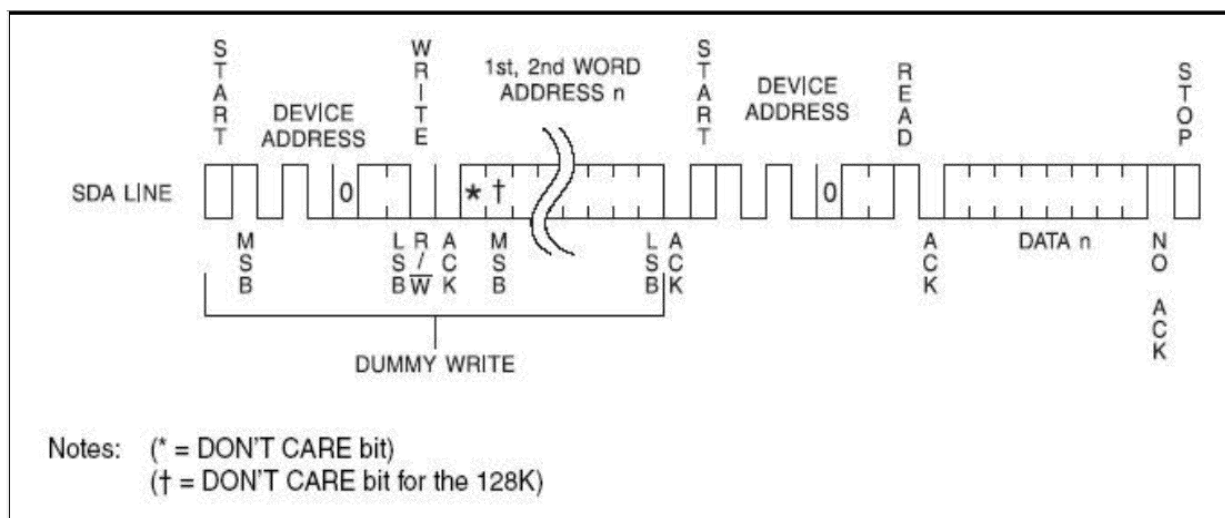 START
WRITE
1st, 2nd WORD
ADDRESS n
START
DEVICE
ADDRESS
READ
STOP
DEVICE
ADDRESS
SDA LINE
0
* †
0
MSB
LSB
R/W
ACK
MSB
LSB
ACK
ACK
DATA n
NO ACK
DUMMY WRITE
Notes: (* = DON'T CARE bit)
(† = DON'T CARE bit for the 128K)